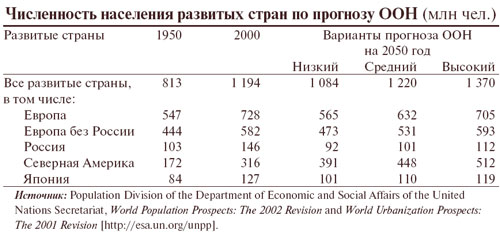 Численность населения развитых стран по прогнозу ООН (млн чел.)
Развитые страны 1950 2000 Варианты прогноза ООН
на 2050 год
Низкий Средний Высокий
Все развитые страны, 813 1 194 1 084 1 220 1 370
в том числе:
Европа 547 728 565 632 705
Европа без России 444 582 473 531 593
Россия 103 146 92 101 112
Северная Америка 172 316 391 448 512
Япония 84 127 101 110 119
Источник: Population Division of the Department of Economic and Social Affairs of the United
Nations Secretariat, World Population Prospects: The 2002 Revision and World Urbanization Prospects:
The 2001 Revision [http://esa.un.org/unpp].